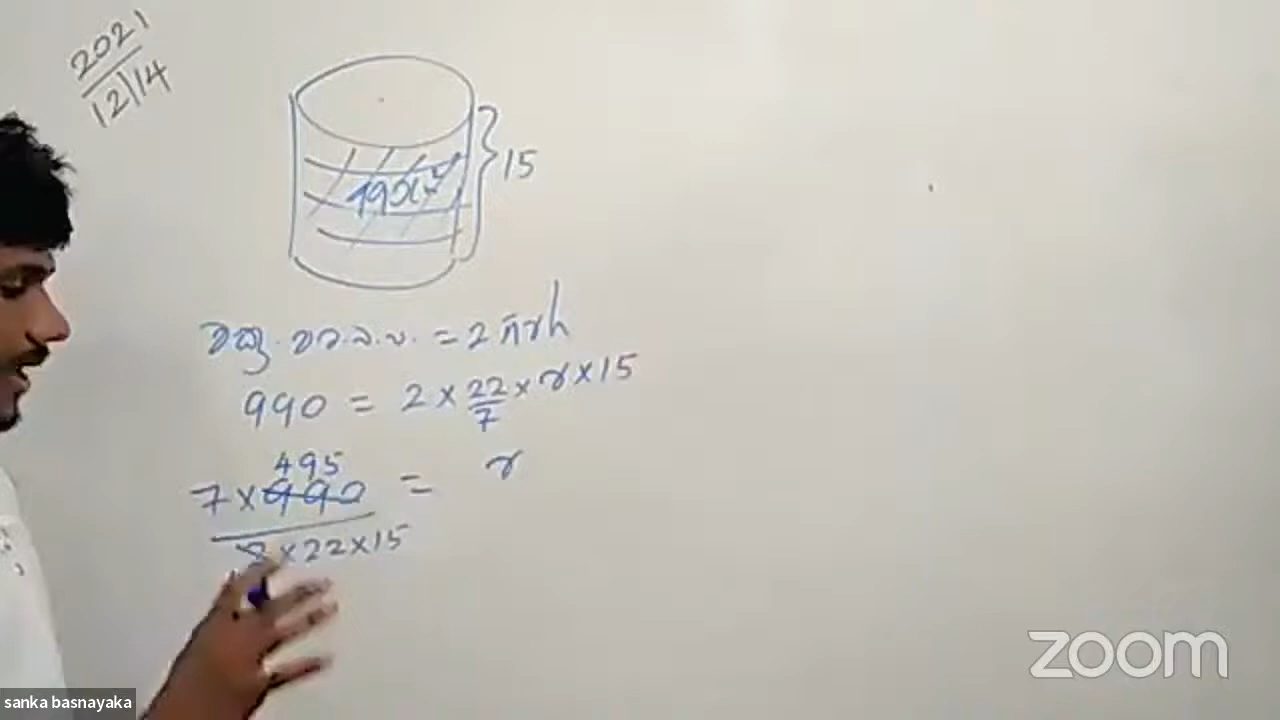 2021
12/14
15
වක්‍ර.ව.ෆ.ව. = 2πrh
990 = 2 × 22/7 × r × 15
495
7 × 990 = r
2 × 22 × 15
zoom
sanka basnayaka